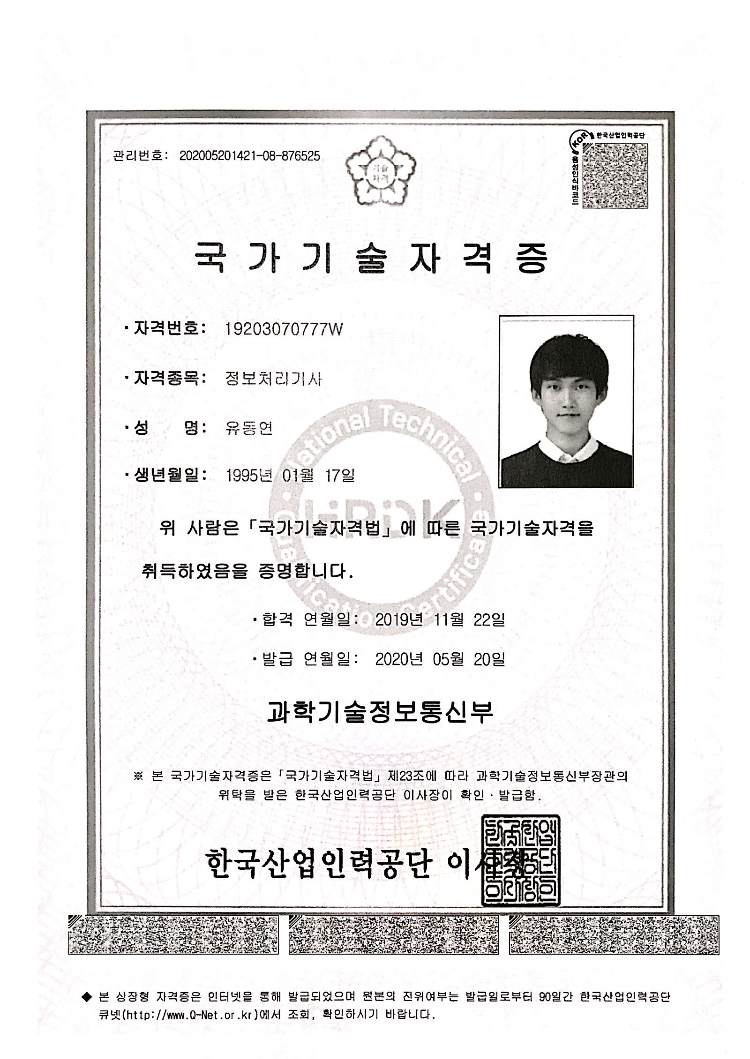 관리번호: 202005201421-08-876525
기술
자격
KOR
한국산업인력공단
음성인식바코드
국가기술자격증
·자격번호: 19203070777W
·자격종목: 정보처리기사
·성 명: 유동연
·생년월일: 1995년 01월 17일
National Technical
HRDK
Qualification Certificate
위 사람은 「국가기술자격법」에 따른 국가기술자격을
취득하였음을 증명합니다.
·합격 연월일: 2019년 11월 22일
·발급 연월일: 2020년 05월 20일
과학기술정보통신부
※ 본 국가기술자격증은 「국가기술자격법」 제23조에 따라 과학기술정보통신부장관의
위탁을 받은 한국산업인력공단 이사장이 확인·발급함.
한국산업인력공단 이사장
◆ 본 상장형 자격증은 인터넷을 통해 발급되었으며 원본의 진위여부는 발급일로부터 90일간 한국산업인력공단
큐넷(http://www.Q-Net.or.kr)에서 조회, 확인하시기 바랍니다.